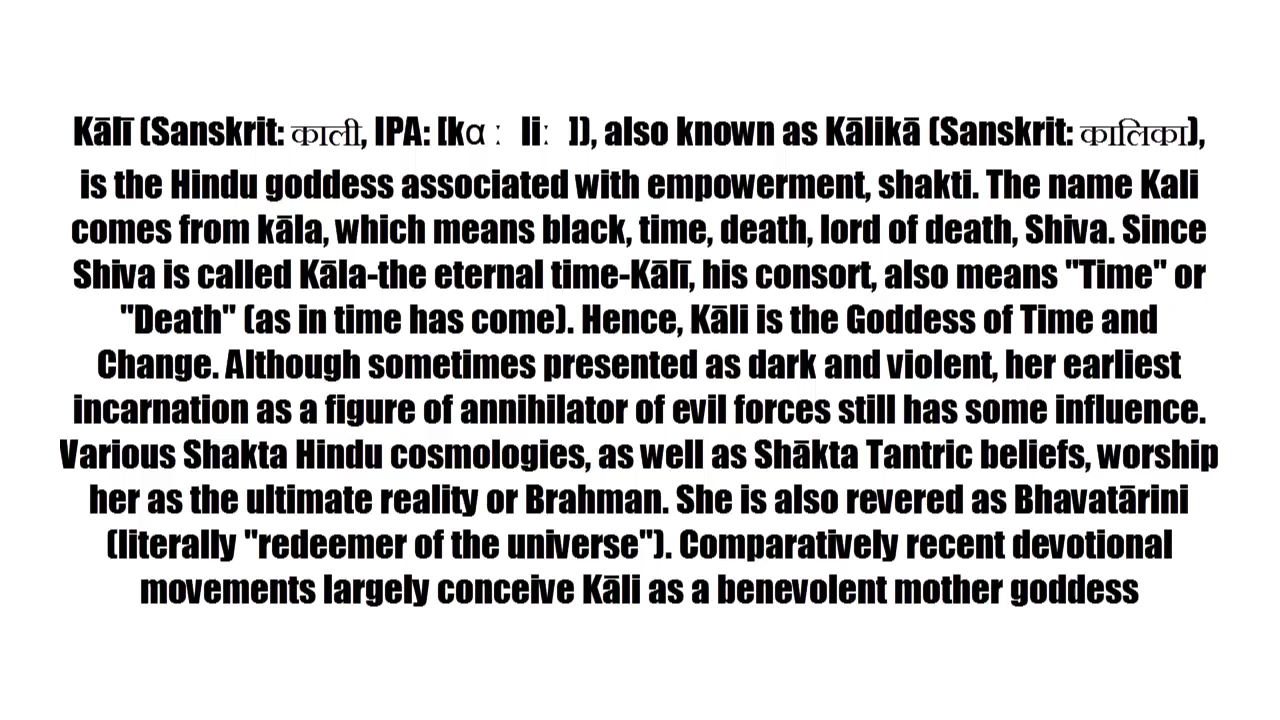 Kālī (Sanskrit: काली, IPA: [kɑː liː ]), also known as Kālikā (Sanskrit: कालिका),
is the Hindu goddess associated with empowerment, shakti. The name Kali
comes from kāla, which means black, time, death, lord of death, Shiva. Since
Shiva is called Kāla-the eternal time-Kālī, his consort, also means "Time" or
"Death" (as in time has come). Hence, Kāli is the Goddess of Time and
Change. Although sometimes presented as dark and violent, her earliest
incarnation as a figure of annihilator of evil forces still has some influence.
Various Shakta Hindu cosmologies, as well as Shākta Tantric beliefs, worship
her as the ultimate reality or Brahman. She is also revered as Bhavatārini
(literally "redeemer of the universe"). Comparatively recent devotional
movements largely conceive Kāli as a benevolent mother goddess